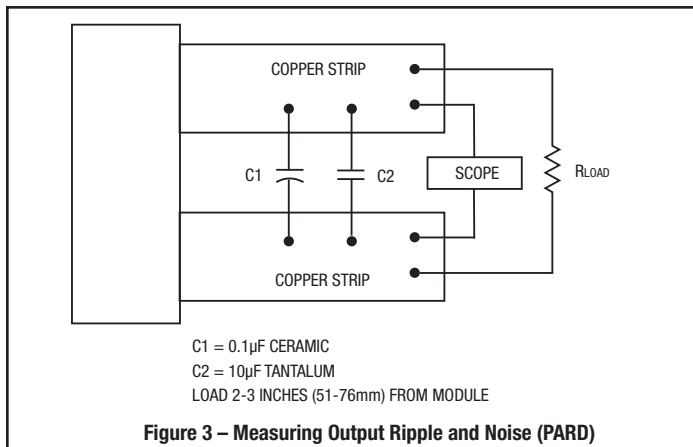 COPPER STRIP
C1
C2
SCOPE
RLOAD
COPPER STRIP
C1 = 0.1µF CERAMIC
C2 = 10µF TANTALUM
LOAD 2-3 INCHES (51-76mm) FROM MODULE
Figure 3 – Measuring Output Ripple and Noise (PARD)